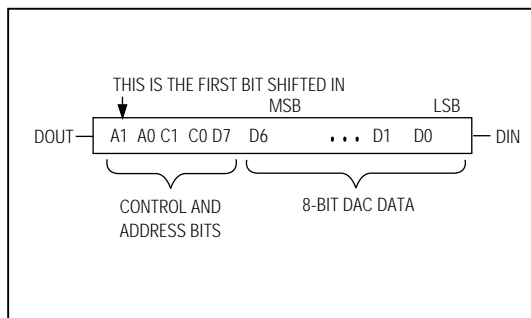 THIS IS THE FIRST BIT SHIFTED IN
MSB LSB
DOUT A1 A0 C1 C0 D7 D6 ... D1 D0 DIN
CONTROL AND
ADDRESS BITS
8-BIT DAC DATA